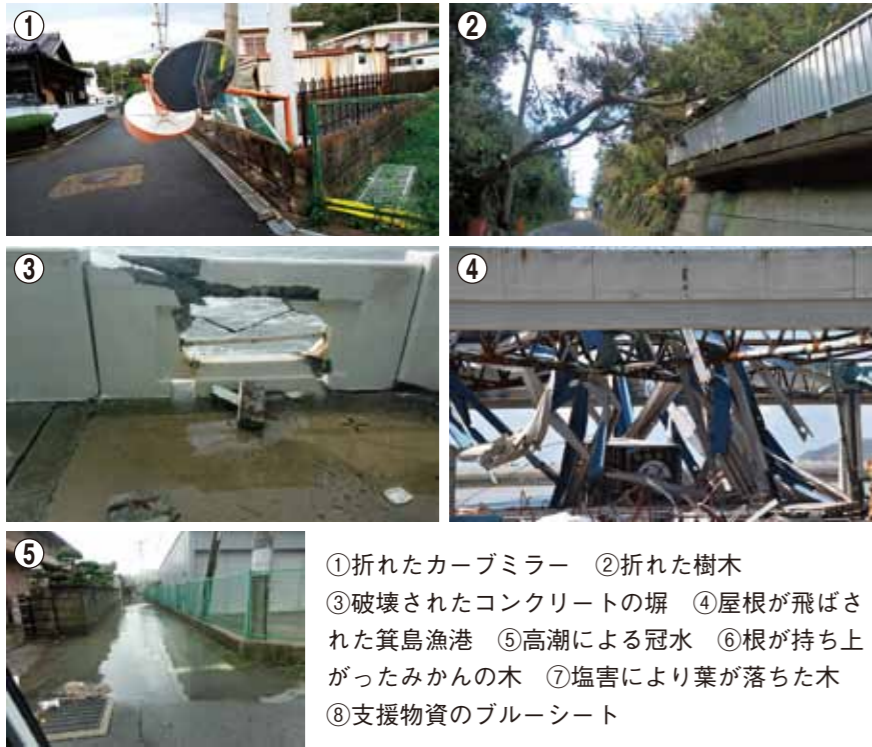 ①
②
③
④
⑤
①折れたカーブミラー　②折れた樹木
③破壊されたコンクリートの塀　④屋根が飛ばさ
れた箕島漁港　⑤高潮による冠水　⑥根が持ち上
がったみかんの木　⑦塩害により葉が落ちた木
⑧支援物資のブルーシート